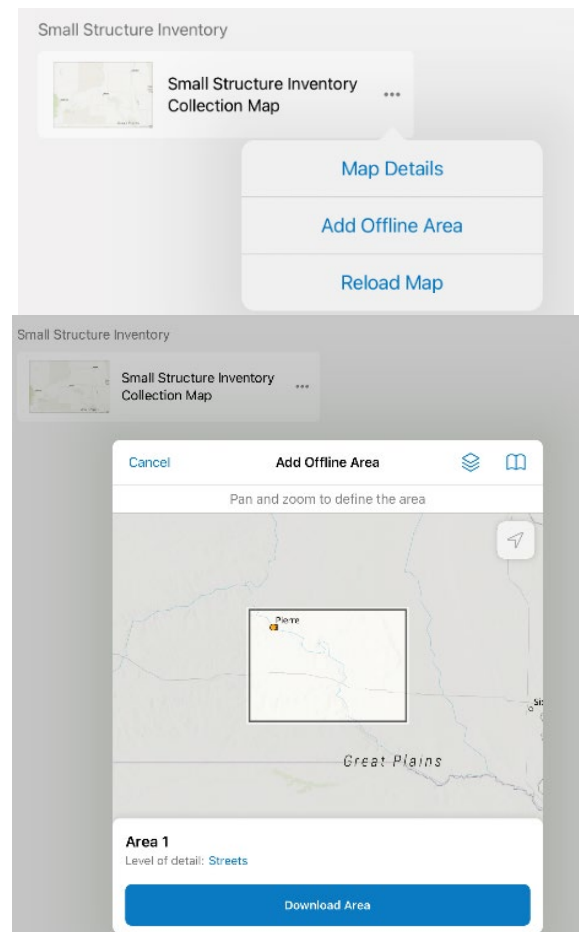 Small Structure Inventory
Small Structure Inventory
Collection Map
...
Map Details
Add Offline Area
Reload Map
Small Structure Inventory
Small Structure Inventory
Collection Map
...
Cancel Add Offline Area
Pan and zoom to define the area
Pierre
Great Plains
Area 1
Level of detail: Streets
Download Area